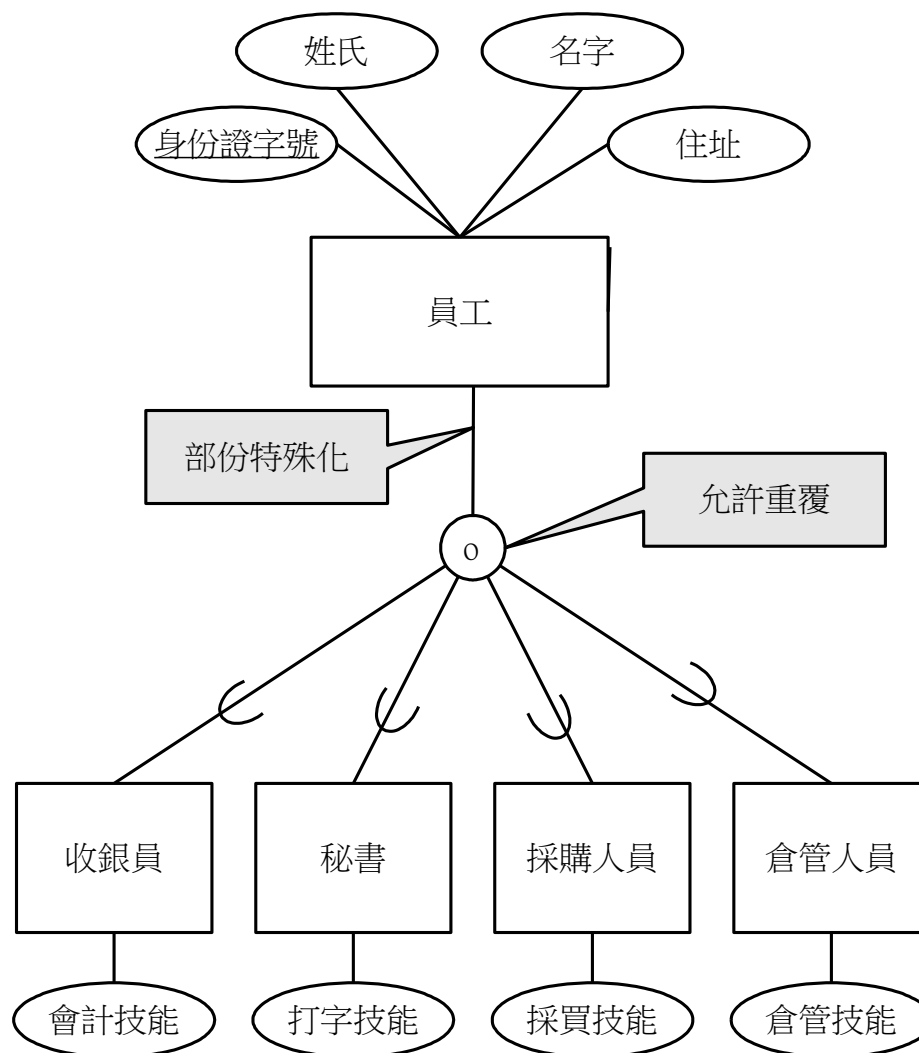 姓氏
名字
身份證字號
住址
員工
部份特殊化
允許重覆
o
收銀員
秘書
採購人員
倉管人員
會計技能
打字技能
採買技能
倉管技能